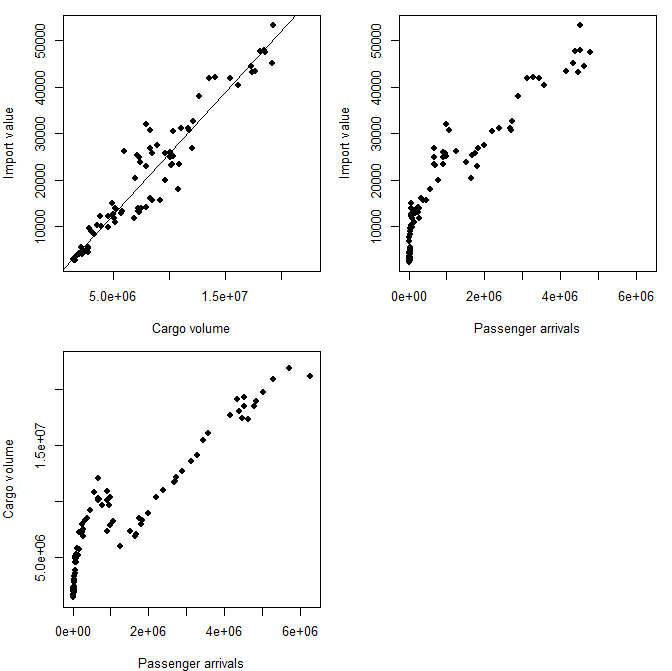 Import value
50000
40000
30000
20000
10000
5.0e+06
1.5e+07
Cargo volume
Import value
50000
40000
30000
20000
10000
0e+00
2e+06
4e+06
6e+06
Passenger arrivals
Cargo volume
1.5e+07
5.0e+06
0e+00
2e+06
4e+06
6e+06
Passenger arrivals